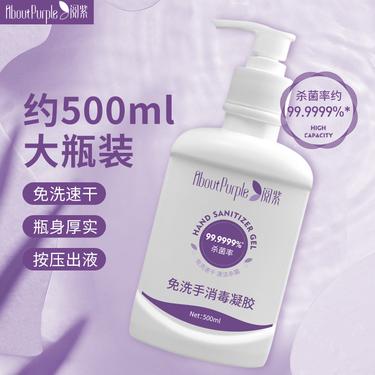 AboutPurple 阅紫
约500ml
大瓶装
免洗速干
瓶身厚实
按压出液
杀菌率约
99.9999%*
HIGH
CAPACITY
AboutPurple 阅紫
HAND SANITIZER GEL
99.9999%
杀菌率
免洗手消毒凝胶
Net:500ml